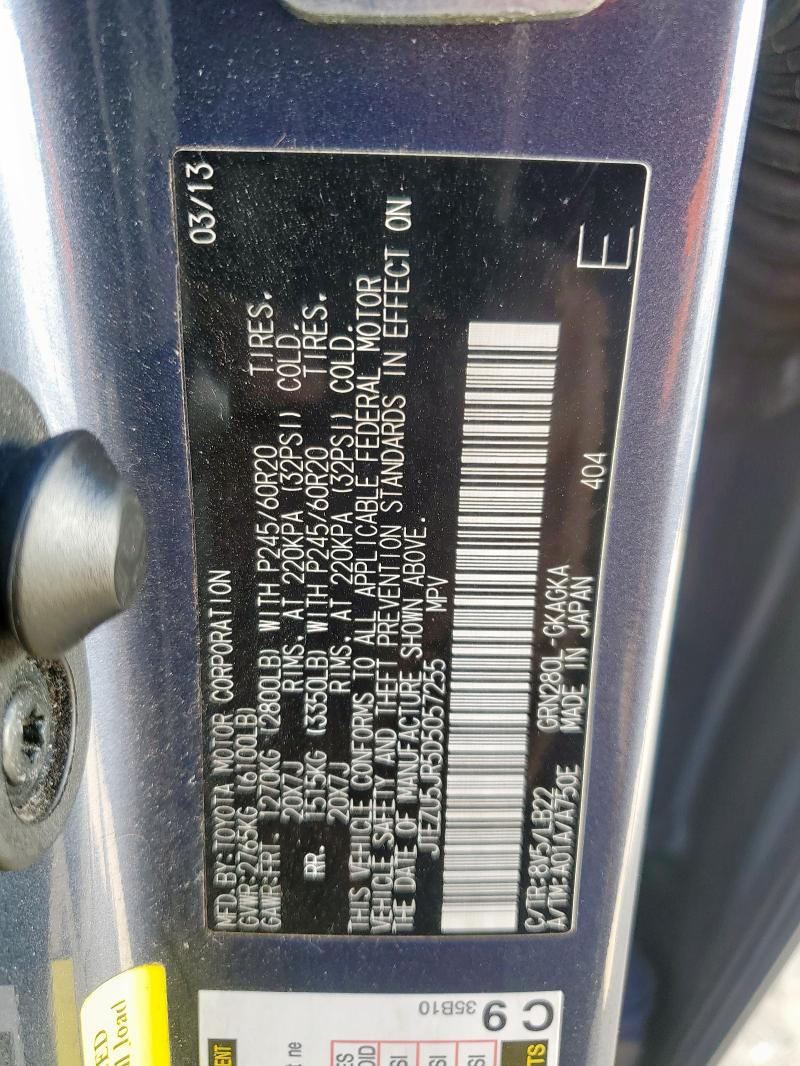 MFD. BY:TOYOTA MOTOR CORPORATION 03/13
GVWR:2765KG (6100LB)
GAWR:FRT. 1270KG (2800LB) WITH P245/60R20 TIRES.
20X7J RIMS. AT 220KPA (32PSI) COLD.
RR. 1515KG (3350LB) WITH P245/60R20 TIRES.
20X7J RIMS. AT 220KPA (32PSI) COLD.
THIS VEHICLE CONFORMS TO ALL APPLICABLE FEDERAL MOTOR
VEHICLE SAFETY AND THEFT PREVENTION STANDARDS IN EFFECT ON
THE DATE OF MANUFACTURE SHOWN ABOVE.
JTEZU5JR5D5057255 MPV
C/TR:8V5/LB22 GRN280L-GKAGKA 404
A/TM:A01A/A750E MADE IN JAPAN
E
C 9
35B10